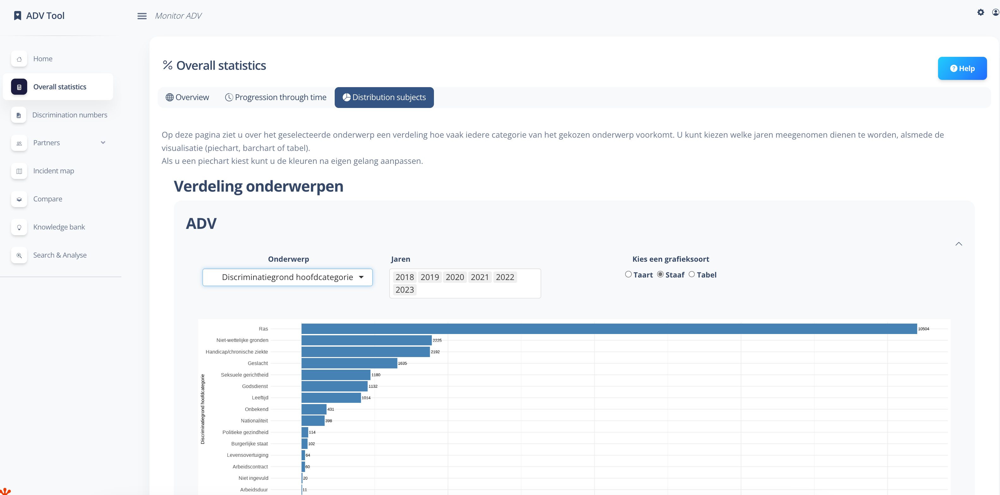 ADV Tool
Monitor ADV
Home
Overall statistics
Discrimination numbers
Partners
Incident map
Compare
Knowledge bank
Search & Analyse
Overall statistics
Help
Overview
Progression through time
Distribution subjects
Op deze pagina ziet u over het geselecteerde onderwerp een verdeling hoe vaak iedere categorie van het gekozen onderwerp voorkomt. U kunt kiezen welke jaren meegenomen dienen te worden, alsmede de
visualisatie (piechart, barchart of tabel).
Als u een piechart kiest kunt u de kleuren na eigen gelang aanpassen.
Verdeling onderwerpen
ADV
Onderwerp
Discriminatiegrond hoofdcategorie
Jaren
2018 2019 2020 2021 2022
2023
Kies een grafieksoort
Taart Staaf Tabel
Discriminatiegrond hoofdcategorie
Ras 10504
Niet-wettelijke gronden 2225
Handicap/chronische ziekte 2192
Geslacht 1635
Seksuele gerichtheid 1180
Godsdienst 1132
Leeftijd 1014
Onbekend 431
Nationaliteit 398
Politieke gezindheid 114
Burgerlijke staat 102
Levensovertuiging 64
Arbeidscontract 60
Niet ingevuld 20
Arbeidsduur 11